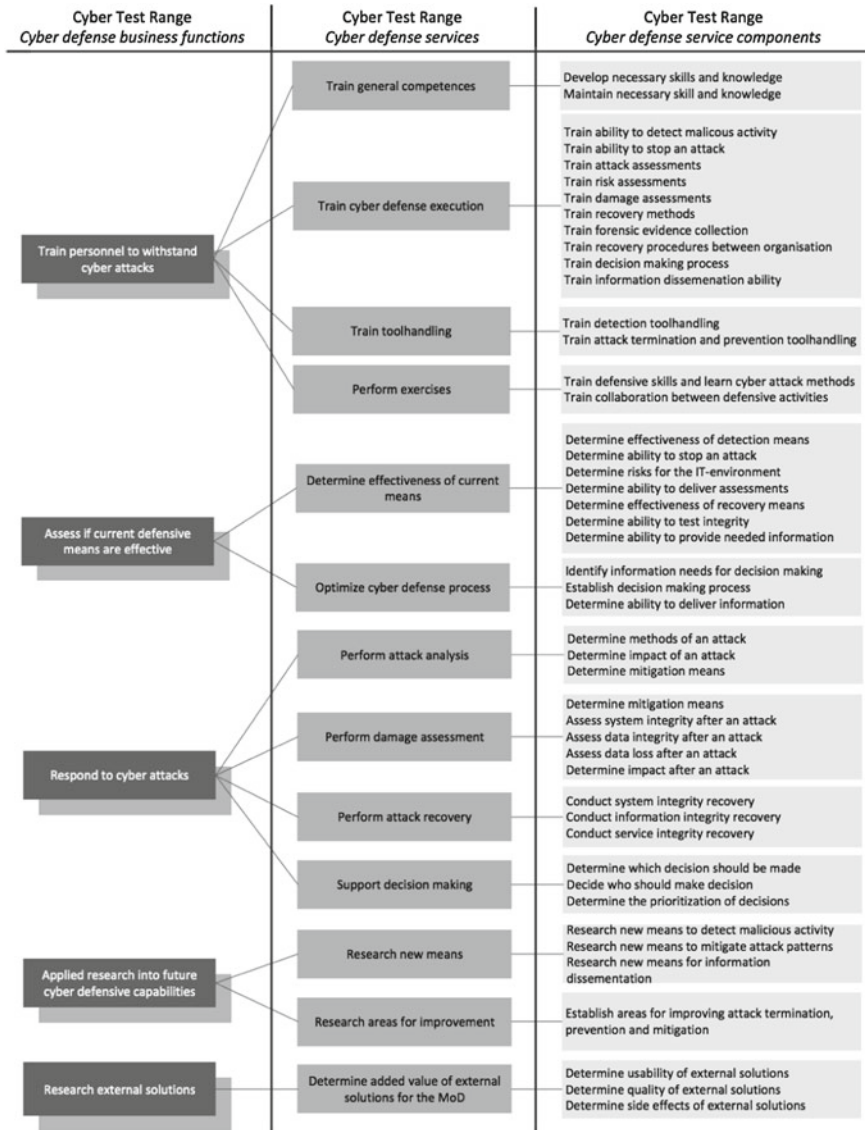 Cyber Test Range
Cyber defense business functions
Cyber Test Range
Cyber defense services
Cyber Test Range
Cyber defense service components
Train personnel to withstand
cyber attacks
Train general competences
Develop necessary skills and knowledge
Maintain necessary skill and knowledge
Train cyber defense execution
Train ability to detect malicous activity
Train ability to stop an attack
Train attack assessments
Train risk assessments
Train damage assessments
Train recovery methods
Train forensic evidence collection
Train recovery procedures between organisation
Train decision making process
Train information dissemenation ability
Train toolhandling
Train detection toolhandling
Train attack termination and prevention toolhandling
Perform exercises
Train defensive skills and learn cyber attack methods
Train collaboration between defensive activities
Assess if current defensive
means are effective
Determine effectiveness of current
means
Determine effectiveness of detection means
Determine ability to stop an attack
Determine risks for the IT-environment
Determine ability to deliver assessments
Determine effectiveness of recovery means
Determine ability to test integrity
Determine ability to provide needed information
Optimize cyber defense process
Identify information needs for decision making
Establish decision making process
Determine ability to deliver information
Respond to cyber attacks
Perform attack analysis
Determine methods of an attack
Determine impact of an attack
Determine mitigation means
Perform damage assessment
Determine mitigation means
Assess system integrity after an attack
Assess data integrity after an attack
Assess data loss after an attack
Determine impact after an attack
Perform attack recovery
Conduct system integrity recovery
Conduct information integrity recovery
Conduct service integrity recovery
Support decision making
Determine which decision should be made
Decide who should make decision
Determine the prioritization of decisions
Applied research into future
cyber defensive capabilities
Research new means
Research new means to detect malicious activity
Research new means to mitigate attack patterns
Research new means for information
dissementation
Research areas for improvement
Establish areas for improving attack termination,
prevention and mitigation
Research external solutions
Determine added value of external
solutions for the MoD
Determine usability of external solutions
Determine quality of external solutions
Determine side effects of external solutions